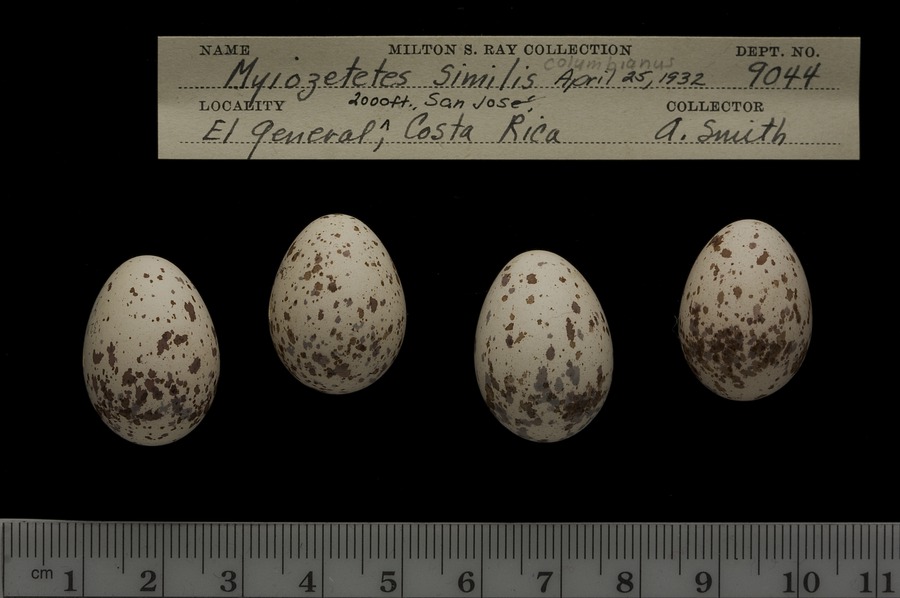 NAME MILTON S. RAY COLLECTION DEPT. NO.
columbianus
Myiozetetes similis April 25, 1932 9044
LOCALITY 2000ft., San José, COLLECTOR
El General, ^ Costa Rica A. Smith
cm 1 2 3 4 5 6 7 8 9 10 11